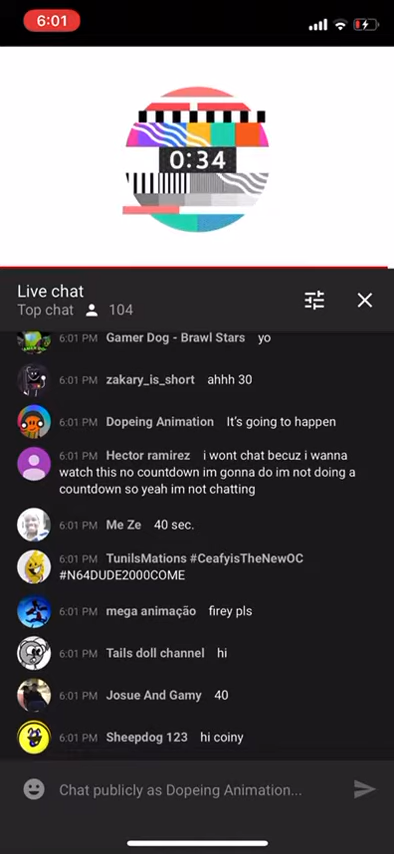 6:01
0:34
Live chat
Top chat 104
6:01 PM Gamer Dog - Brawl Stars yo
6:01 PM zakary_is_short ahhh 30
6:01 PM Dopeing Animation It's going to happen
6:01 PM Hector ramirez i wont chat becuz i wanna
watch this no countdown im gonna do im not doing a
countdown so yeah im not chatting
6:01 PM Me Ze 40 sec.
6:01 PM TunilsMations #CeafyisTheNewOC
#N64DUDE2000COME
6:01 PM mega animação firey pls
6:01 PM Tails doll channel hi
6:01 PM Josue And Gamy 40
6:01 PM Sheepdog 123 hi coiny
Chat publicly as Dopeing Animation...